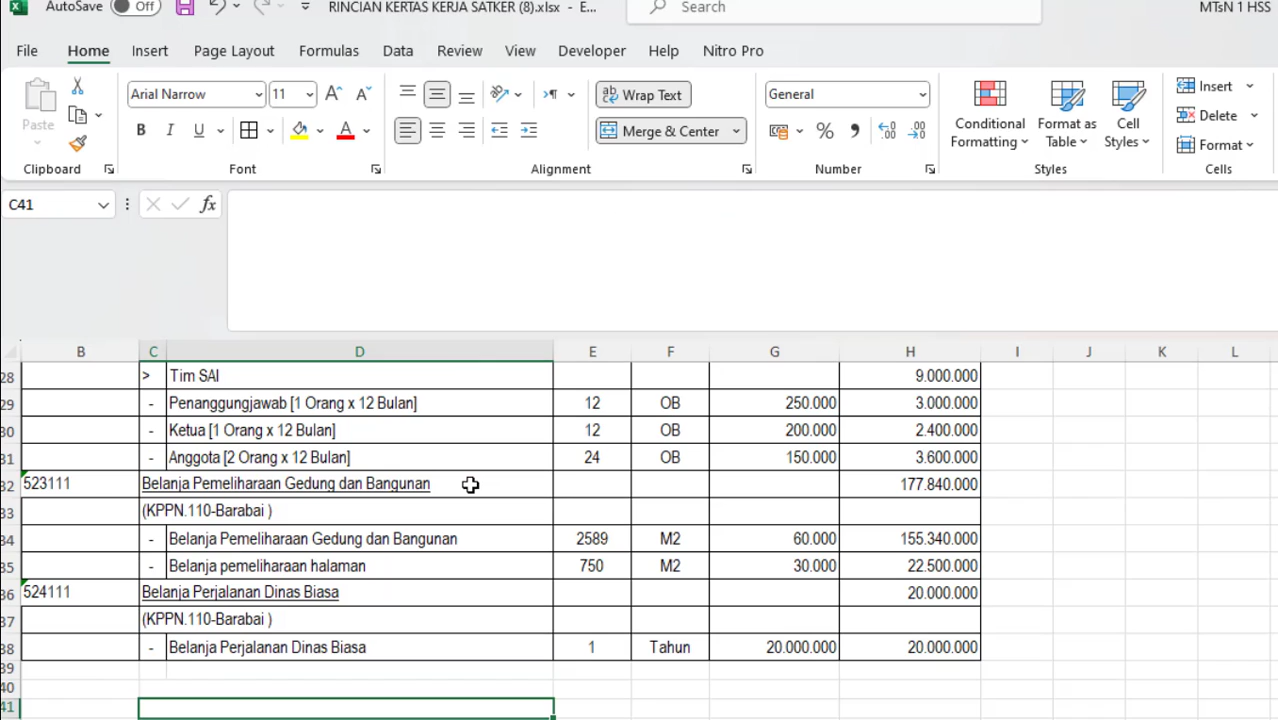 AutoSave Off RINCIAN KERTAS KERJA SATKER (8).xlsx - E... Search MTsN 1 HSS
File Home Insert Page Layout Formulas Data Review View Developer Help Nitro Pro
Arial Narrow 11 Wrap Text General Insert
Paste Merge & Center Conditional Formatting Format as Table Cell Styles Delete
Format
Clipboard Font Alignment Number Styles Cells
C41 fx
B C D E F G H I J K L
28 > Tim SAI 9.000.000
29 - Penanggungjawab [1 Orang x 12 Bulan] 12 OB 250.000 3.000.000
30 - Ketua [1 Orang x 12 Bulan] 12 OB 200.000 2.400.000
31 - Anggota [2 Orang x 12 Bulan] 24 OB 150.000 3.600.000
32 523111 Belanja Pemeliharaan Gedung dan Bangunan 177.840.000
33 (KPPN.110-Barabai )
34 - Belanja Pemeliharaan Gedung dan Bangunan 2589 M2 60.000 155.340.000
35 - Belanja pemeliharaan halaman 750 M2 30.000 22.500.000
36 524111 Belanja Perjalanan Dinas Biasa 20.000.000
37 (KPPN.110-Barabai )
38 - Belanja Perjalanan Dinas Biasa 1 Tahun 20.000.000 20.000.000
39
40
41